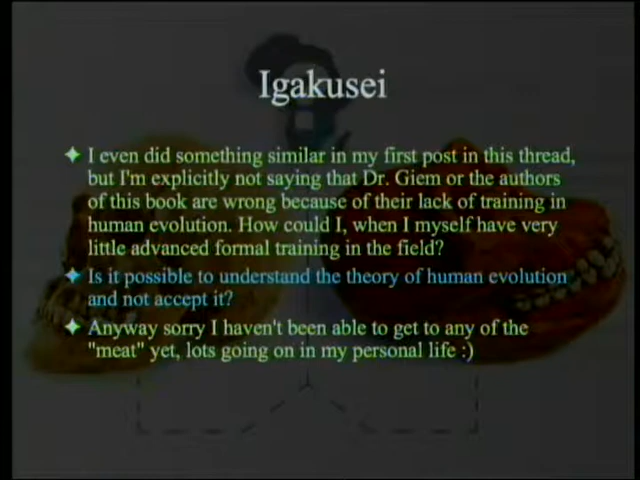 Igakusei
I even did something similar in my first post in this thread,
but I'm explicitly not saying that Dr. Giem or the authors
of this book are wrong because of their lack of training in
human evolution. How could I, when I myself have very
little advanced formal training in the field?
Is it possible to understand the theory of human evolution
and not accept it?
Anyway sorry I haven't been able to get to any of the
"meat" yet, lots going on in my personal life :)